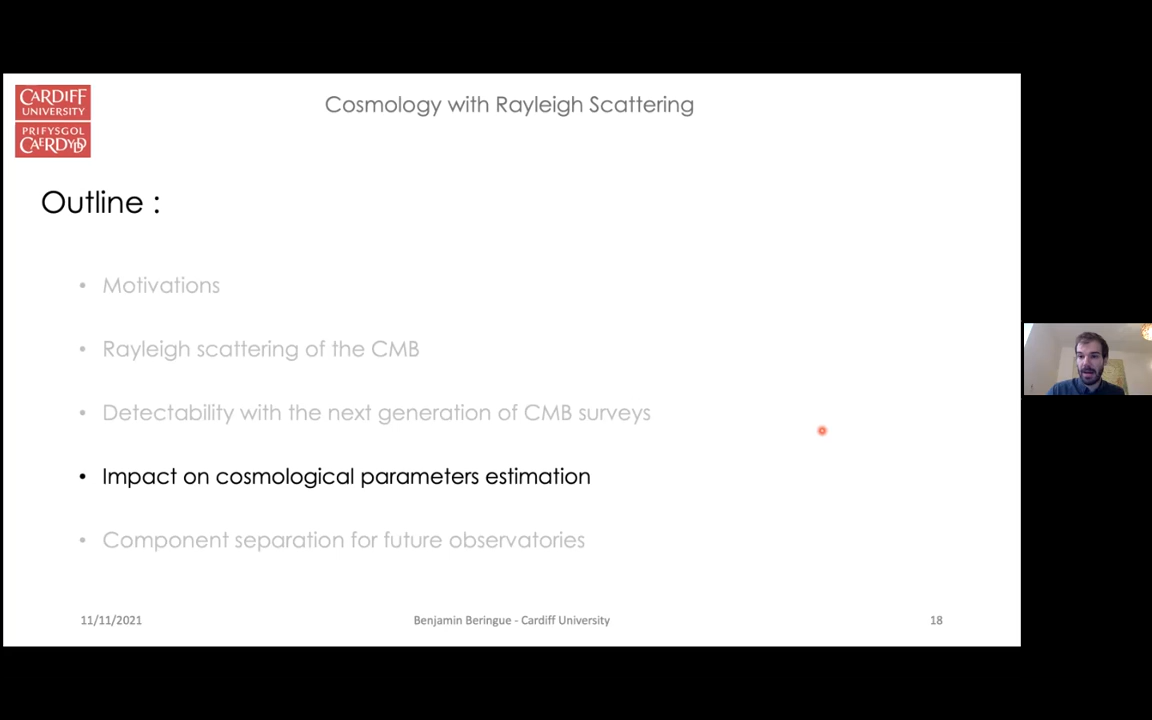 CARDIFF
UNIVERSITY
PRIFYSGOL
CAERDYDD
Cosmology with Rayleigh Scattering
Outline :
• Motivations
• Rayleigh scattering of the CMB
• Detectability with the next generation of CMB surveys
• Impact on cosmological parameters estimation
• Component separation for future observatories
11/11/2021
Benjamin Beringue - Cardiff University
18